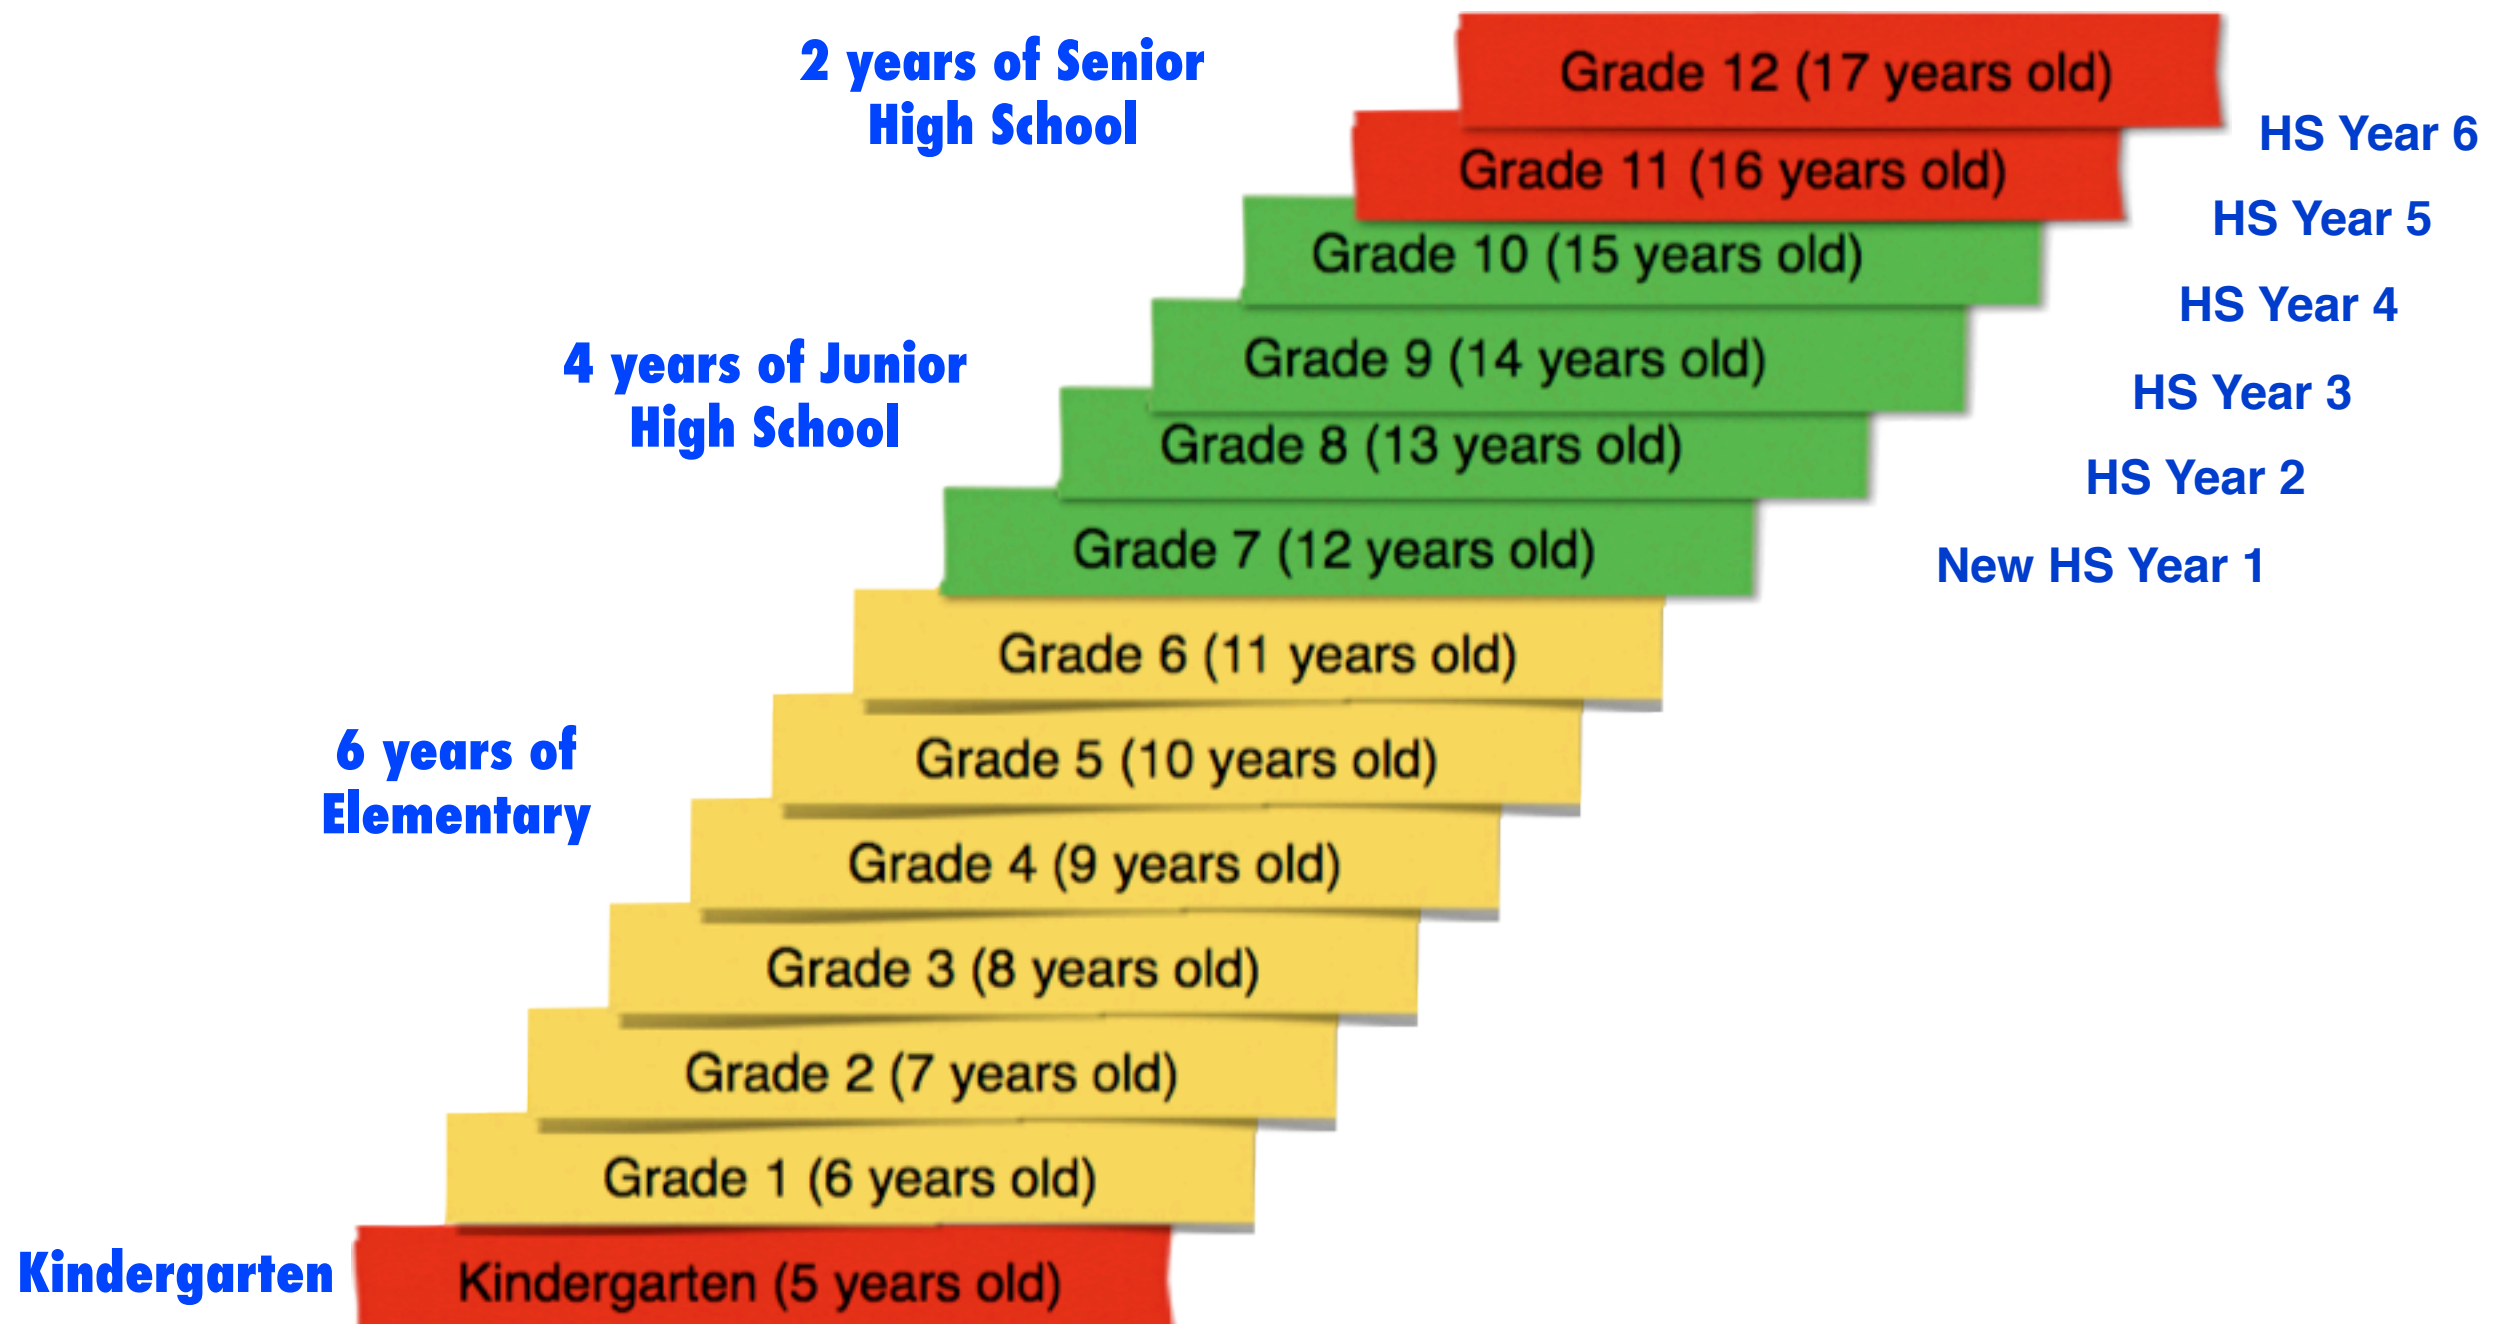 2 years of Senior
High School
Grade 12 (17 years old)
HS Year 6
Grade 11 (16 years old)
HS Year 5
Grade 10 (15 years old)
HS Year 4
4 years of Junior
High School
Grade 9 (14 years old)
HS Year 3
Grade 8 (13 years old)
HS Year 2
Grade 7 (12 years old)
New HS Year 1
Grade 6 (11 years old)
6 years of
Elementary
Grade 5 (10 years old)
Grade 4 (9 years old)
Grade 3 (8 years old)
Grade 2 (7 years old)
Grade 1 (6 years old)
Kindergarten
Kindergarten (5 years old)